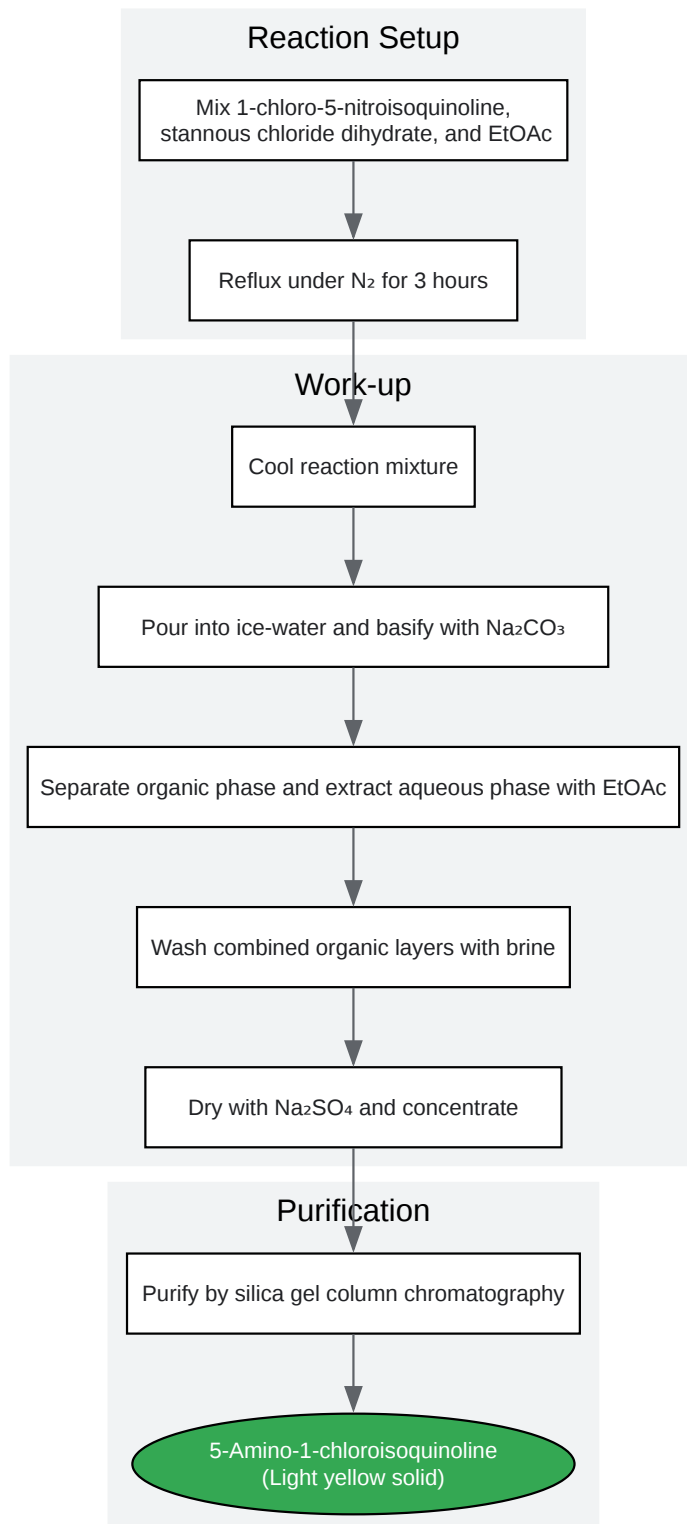 Reaction Setup
Mix 1-chloro-5-nitroisoquinoline,
stannous chloride dihydrate, and EtOAc
Reflux under N₂ for 3 hours
Work-up
Cool reaction mixture
Pour into ice-water and basify with Na₂CO₃
Separate organic phase and extract aqueous phase with EtOAc
Wash combined organic layers with brine
Dry with Na₂SO₄ and concentrate
Purification
Purify by silica gel column chromatography
5-Amino-1-chloroisoquinoline
(Light yellow solid)